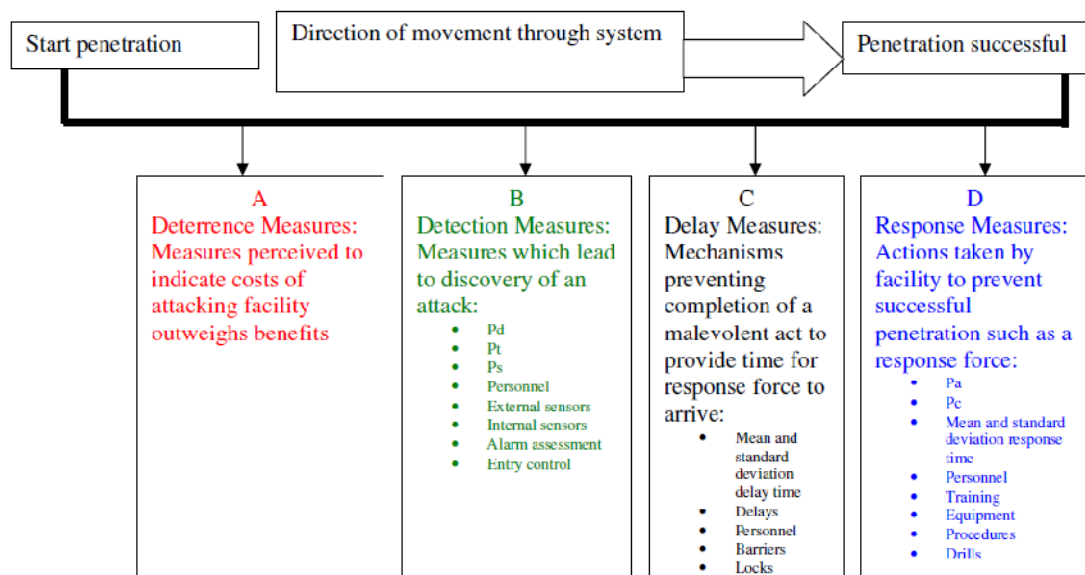 Start penetration
Direction of movement through system
Penetration successful
A
Deterrence Measures:
Measures perceived to
indicate costs of
attacking facility
outweighs benefits
B
Detection Measures:
Measures which lead
to discovery of an
attack:
• Pd
• Pt
• Ps
• Personnel
• External sensors
• Internal sensors
• Alarm assessment
• Entry control
C
Delay Measures:
Mechanisms
preventing
completion of a
malevolent act to
provide time for
response force to
arrive:
• Mean and
standard
deviation
delay time
• Delays
• Personnel
• Barriers
• Locks
D
Response Measures:
Actions taken by
facility to prevent
successful
penetration such as a
response force:
• Pa
• Pc
• Mean and standard
deviation response
time
• Personnel
• Training
• Equipment
• Procedures
• Drills